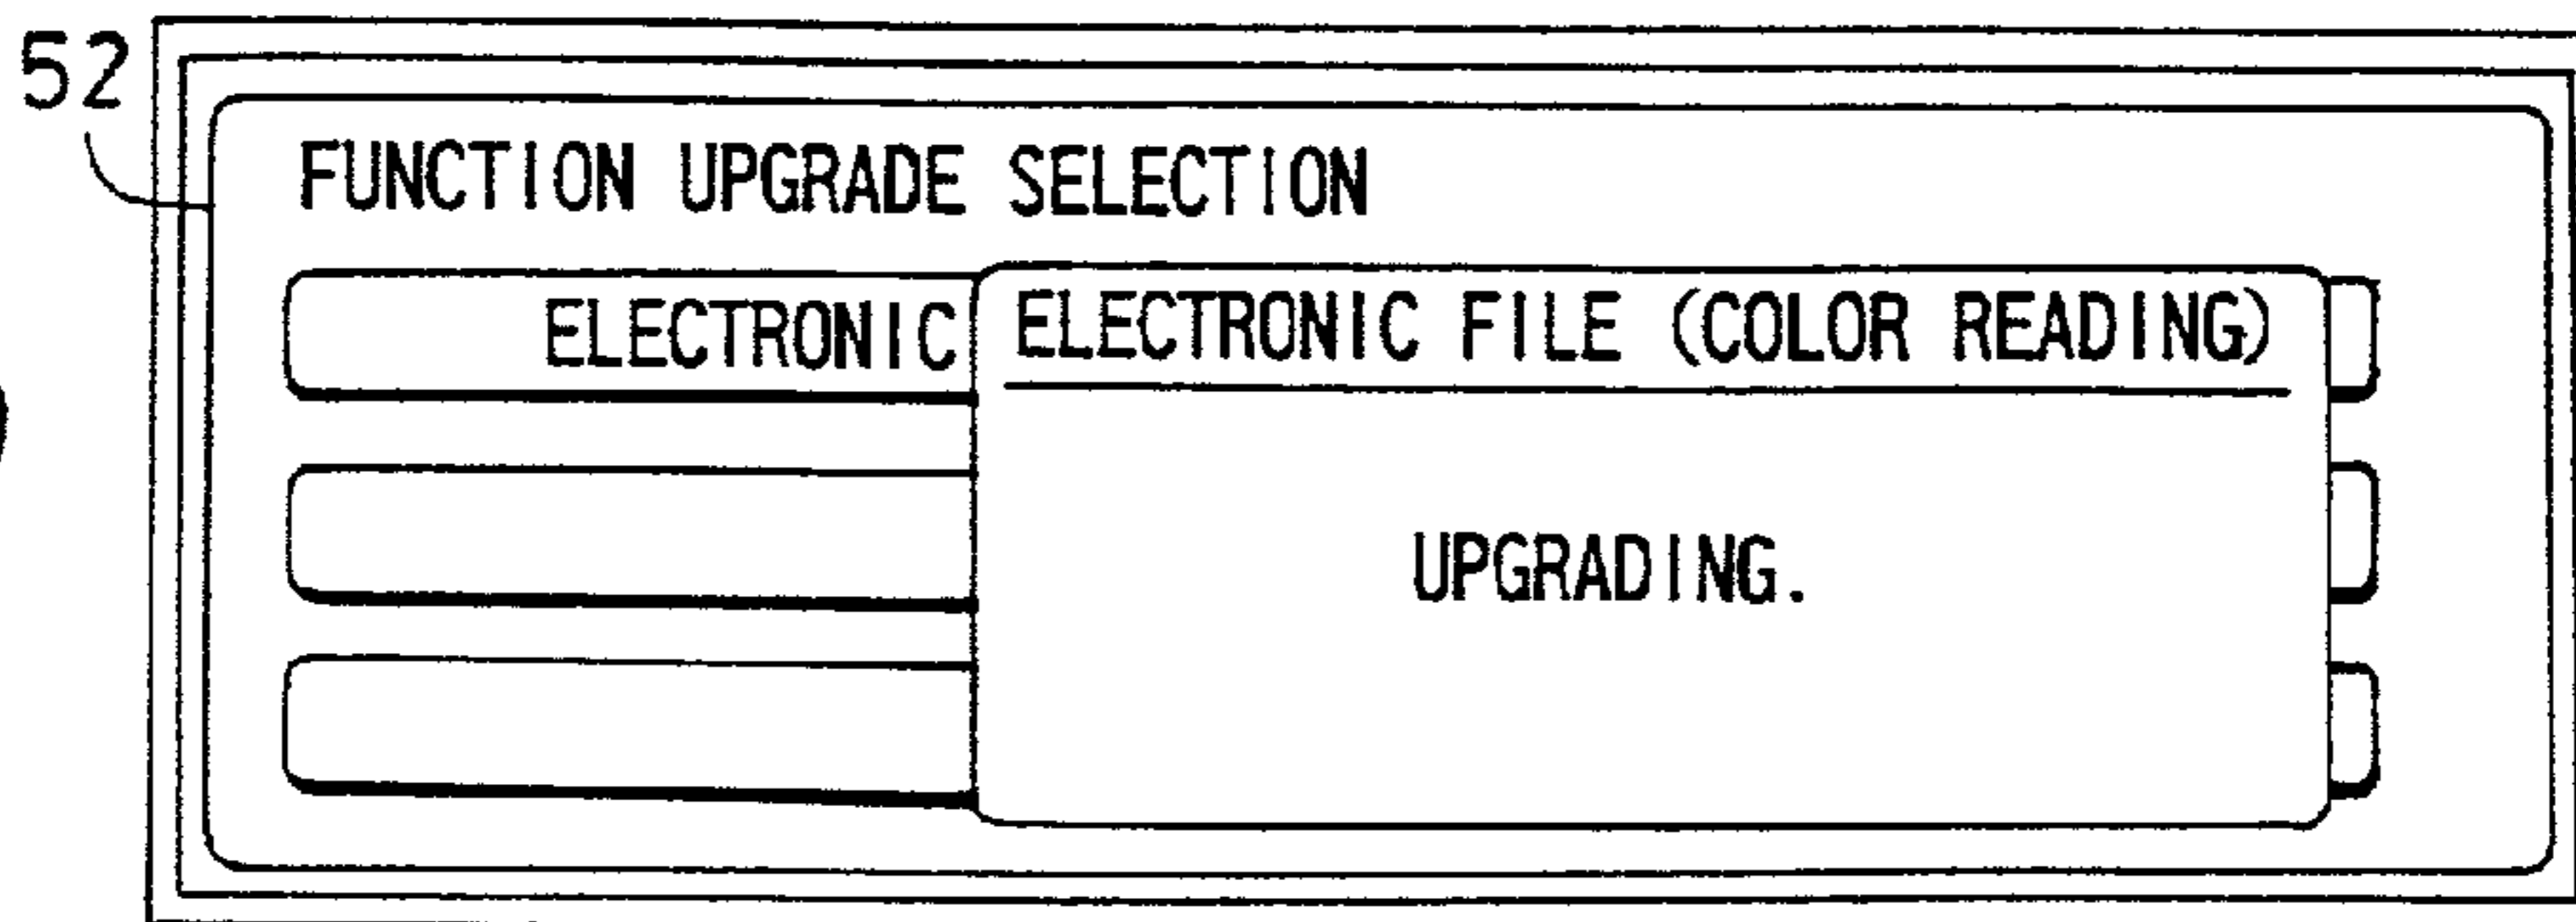 52
FUNCTION UPGRADE SELECTION
ELECTRONIC
ELECTRONIC FILE (COLOR READING)
UPGRADING.